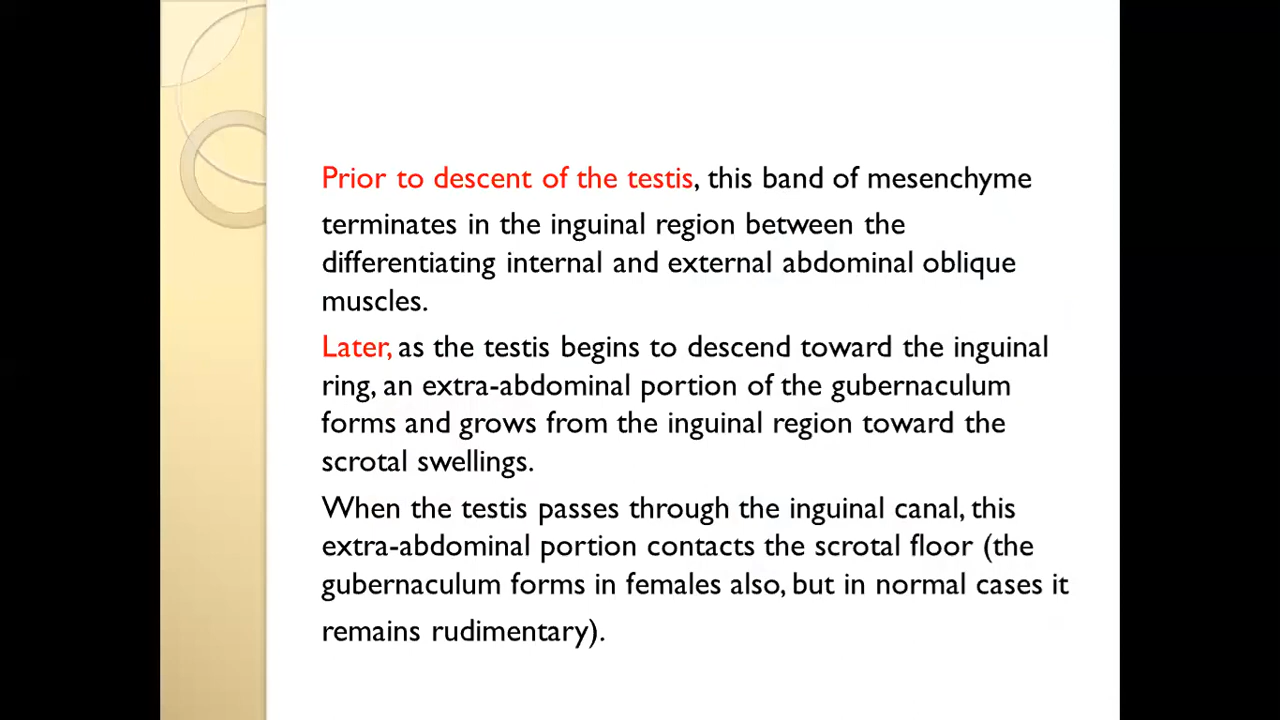 Prior to descent of the testis, this band of mesenchyme
terminates in the inguinal region between the
differentiating internal and external abdominal oblique
muscles.
Later, as the testis begins to descend toward the inguinal
ring, an extra-abdominal portion of the gubernaculum
forms and grows from the inguinal region toward the
scrotal swellings.
When the testis passes through the inguinal canal, this
extra-abdominal portion contacts the scrotal floor (the
gubernaculum forms in females also, but in normal cases it
remains rudimentary).